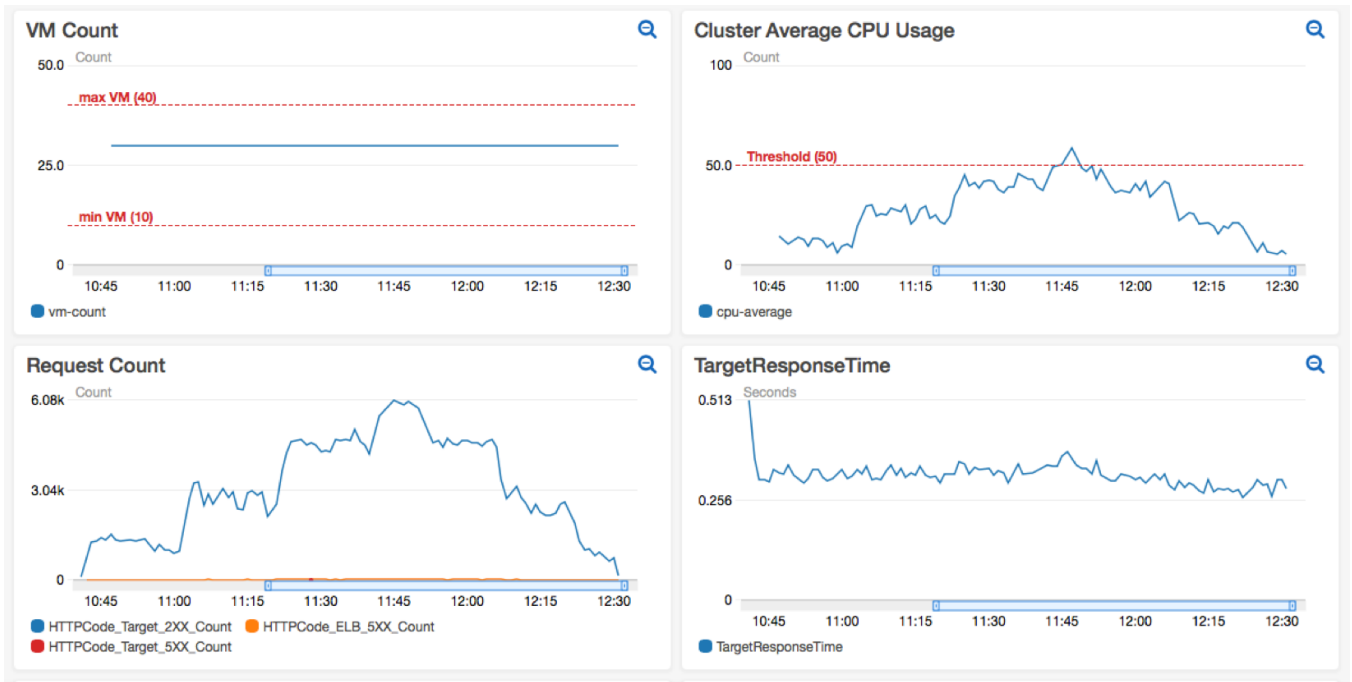 VM Count
Count
50.0
max VM (40)
25.0
min VM (10)
0
10:45 11:00 11:15 11:30 11:45 12:00 12:15 12:30
vm-count
Cluster Average CPU Usage
Count
100
Threshold (50)
50.0
0
10:45 11:00 11:15 11:30 11:45 12:00 12:15 12:30
cpu-average
Request Count
Count
6.08k
3.04k
0
10:45 11:00 11:15 11:30 11:45 12:00 12:15 12:30
HTTPCode_Target_2XX_Count HTTPCode_ELB_5XX_Count
HTTPCode_Target_5XX_Count
TargetResponseTime
Seconds
0.513
0.256
0
10:45 11:00 11:15 11:30 11:45 12:00 12:15 12:30
TargetResponseTime